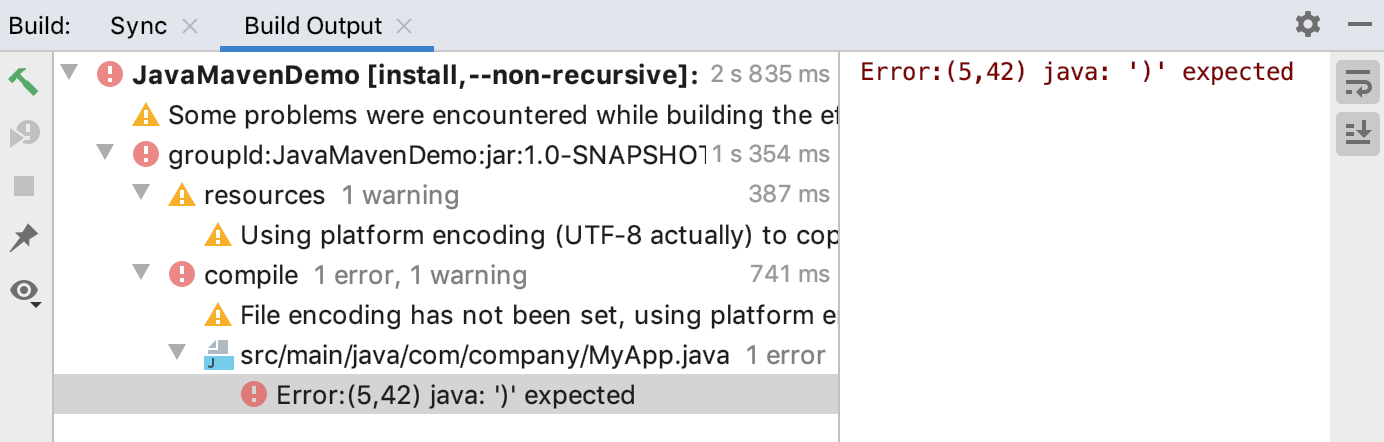 Build: Sync Build Output
JavaMavenDemo [install,--non-recursive]: 2 s 835 ms
Some problems were encountered while building the ef
groupId:JavaMavenDemo:jar:1.0-SNAPSHOT 1 s 354 ms
resources 1 warning 387 ms
Using platform encoding (UTF-8 actually) to cop
compile 1 error, 1 warning 741 ms
File encoding has not been set, using platform e
src/main/java/com/company/MyApp.java 1 error
Error:(5,42) java: ')' expected
Error:(5,42) java: ')' expected